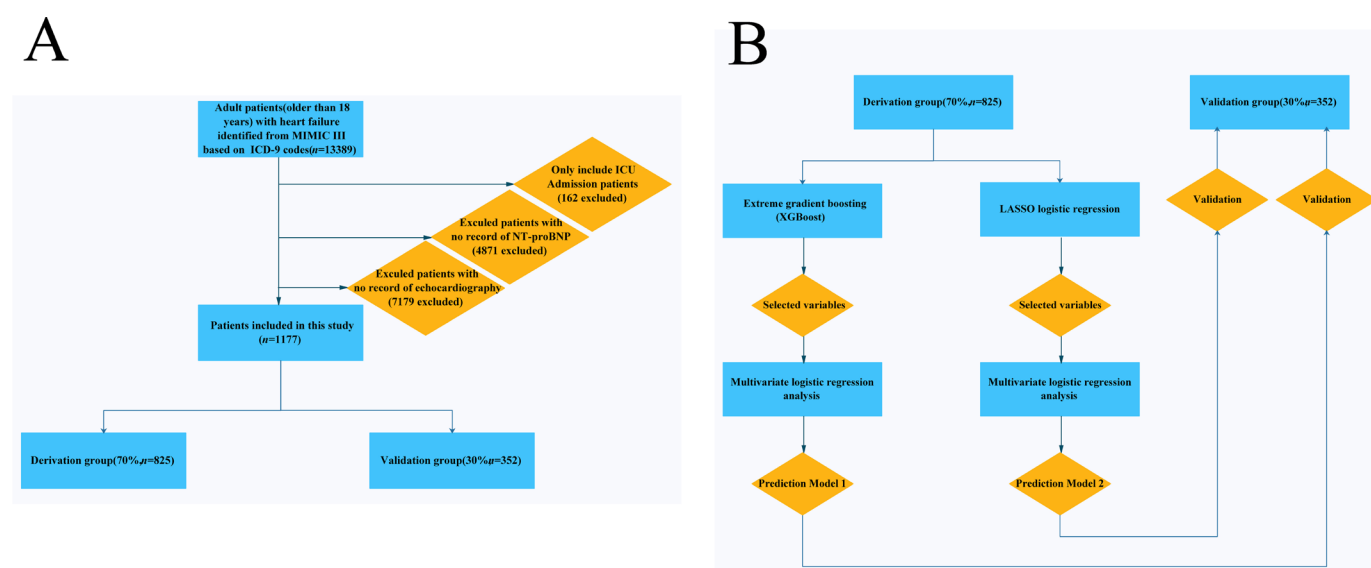 A
Adult patients(older than 18
years) with heart failure
identified from MIMIC III
based on ICD-9 codes(n=13389)
Only include ICU
Admission patients
(162 excluded)
Exculed patients with
no record of NT-proBNP
(4871 excluded)
Exculed patients with
no record of echocardiography
(7179 excluded)
Patients included in this study
(n=1177)
Derivation group(70%,n=825)
Validation group(30%,n=352)
B
Derivation group(70%,n=825)
Validation group(30%,n=352)
Extreme gradient boosting
(XGBoost)
LASSO logistic regression
Validation
Validation
Selected variables
Selected variables
Multivariate logistic regression
analysis
Multivariate logistic regression
analysis
Prediction Model 1
Prediction Model 2